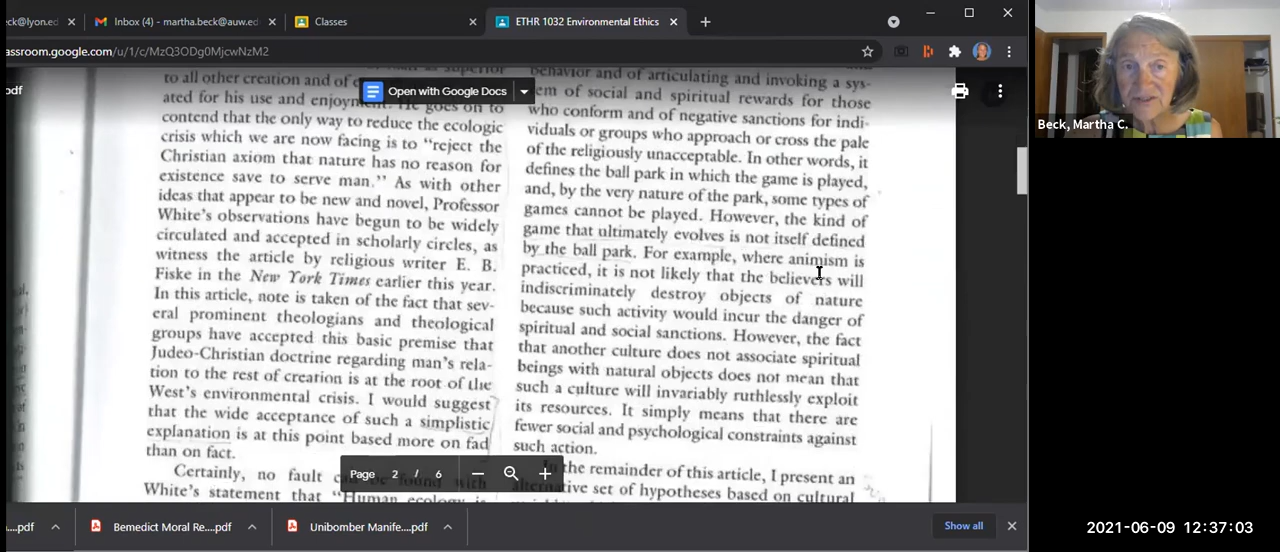 ck@lyon.ed
Inbox (4) - martha.beck@auw.ed
Classes
ETHR 1032 Environmental Ethics
assroom.google.com/u/1/c/MzQ3ODg0MjcwNzM2
pdf
Open with Google Docs
Beck, Martha C.
to all other creation and of
ated for his use and enjoyment. He goes on to
contend that the only way to reduce the ecologic
crisis which we are now facing is to “reject the
Christian axiom that nature has no reason for
existence save to serve man.” As with other
ideas that appear to be new and novel, Professor
White's observations have begun to be widely
circulated and accepted in scholarly circles, as
witness the article by religious writer E. B.
Fiske in the New York Times earlier this year.
In this article, note is taken of the fact that sev-
eral prominent theologians and theological
groups have accepted this basic premise that
Judeo-Christian doctrine regarding man's rela-
tion to the rest of creation is at the root of the
West's environmental crisis. I would suggest
that the wide acceptance of such a simplistic
explanation is at this point based more on fad
than on fact.
Certainly, no fault can be found with
White's statement that “Human ecology is
behavior and of articulating and invoking a sys-
em of social and spiritual rewards for those
who conform and of negative sanctions for indi-
viduals or groups who approach or cross the pale
of the religiously unacceptable. In other words, it
defines the ball park in which the game is played,
and, by the very nature of the park, some types of
games cannot be played. However, the kind of
game that ultimately evolves is not itself defined
by the ball park. For example, where animism is
practiced, it is not likely that the believers will
indiscriminately destroy objects of nature
because such activity would incur the danger of
spiritual and social sanctions. However, the fact
that another culture does not associate spiritual
beings with natural objects does not mean that
such a culture will invariably ruthlessly exploit
its resources. It simply means that there are
fewer social and psychological constraints against
such action.
In the remainder of this article, I present an
alternative set of hypotheses based on cultural
Page 2 / 6
....pdf
Bemedict Moral Re....pdf
Unibomber Manife....pdf
Show all
2021-06-09 12:37:03